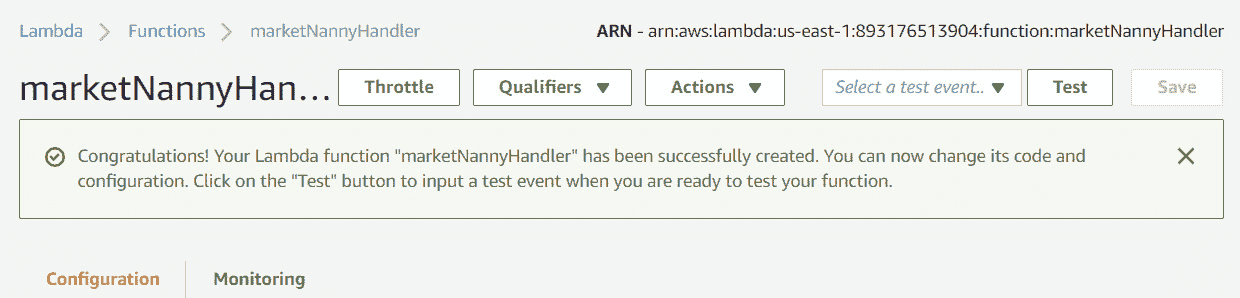 Lambda Functions marketNannyHandler ARN - arn:aws:lambda:us-east-1:893176513904:function:marketNannyHandler
marketNannyHan... Throttle Qualifiers Actions Select a test event.. Test Save
Congratulations! Your Lambda function "marketNannyHandler" has been successfully created. You can now change its code and
configuration. Click on the "Test" button to input a test event when you are ready to test your function.
Configuration Monitoring